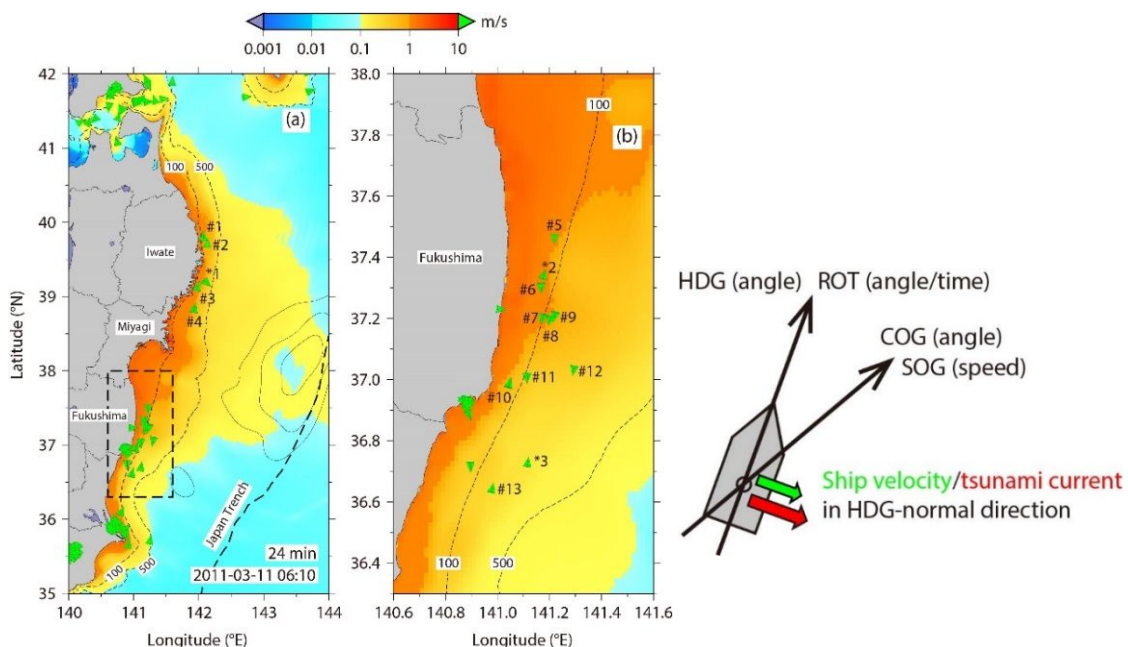 m/s
0.001 0.01 0.1 1 10
(a)
42
41
40
39
38
37
36
35
Latitude (°N)
140 141 142 143 144
Longitude (°E)
100 500
#1
#2
Iwate
*1
#3
#4
Miyagi
Fukushima
Japan Trench
100 500
24 min
2011-03-11 06:10
(b)
38.0
37.8
37.6
37.4
37.2
37.0
36.8
36.6
36.4
140.6 140.8 141.0 141.2 141.4 141.6
Longitude (°E)
100
#5
Fukushima
*2
#6
#7 #9
#8
#12
#11
#10
*3
#13
100 500
HDG (angle) ROT (angle/time)
COG (angle)
SOG (speed)
Ship velocity/tsunami current
in HDG-normal direction